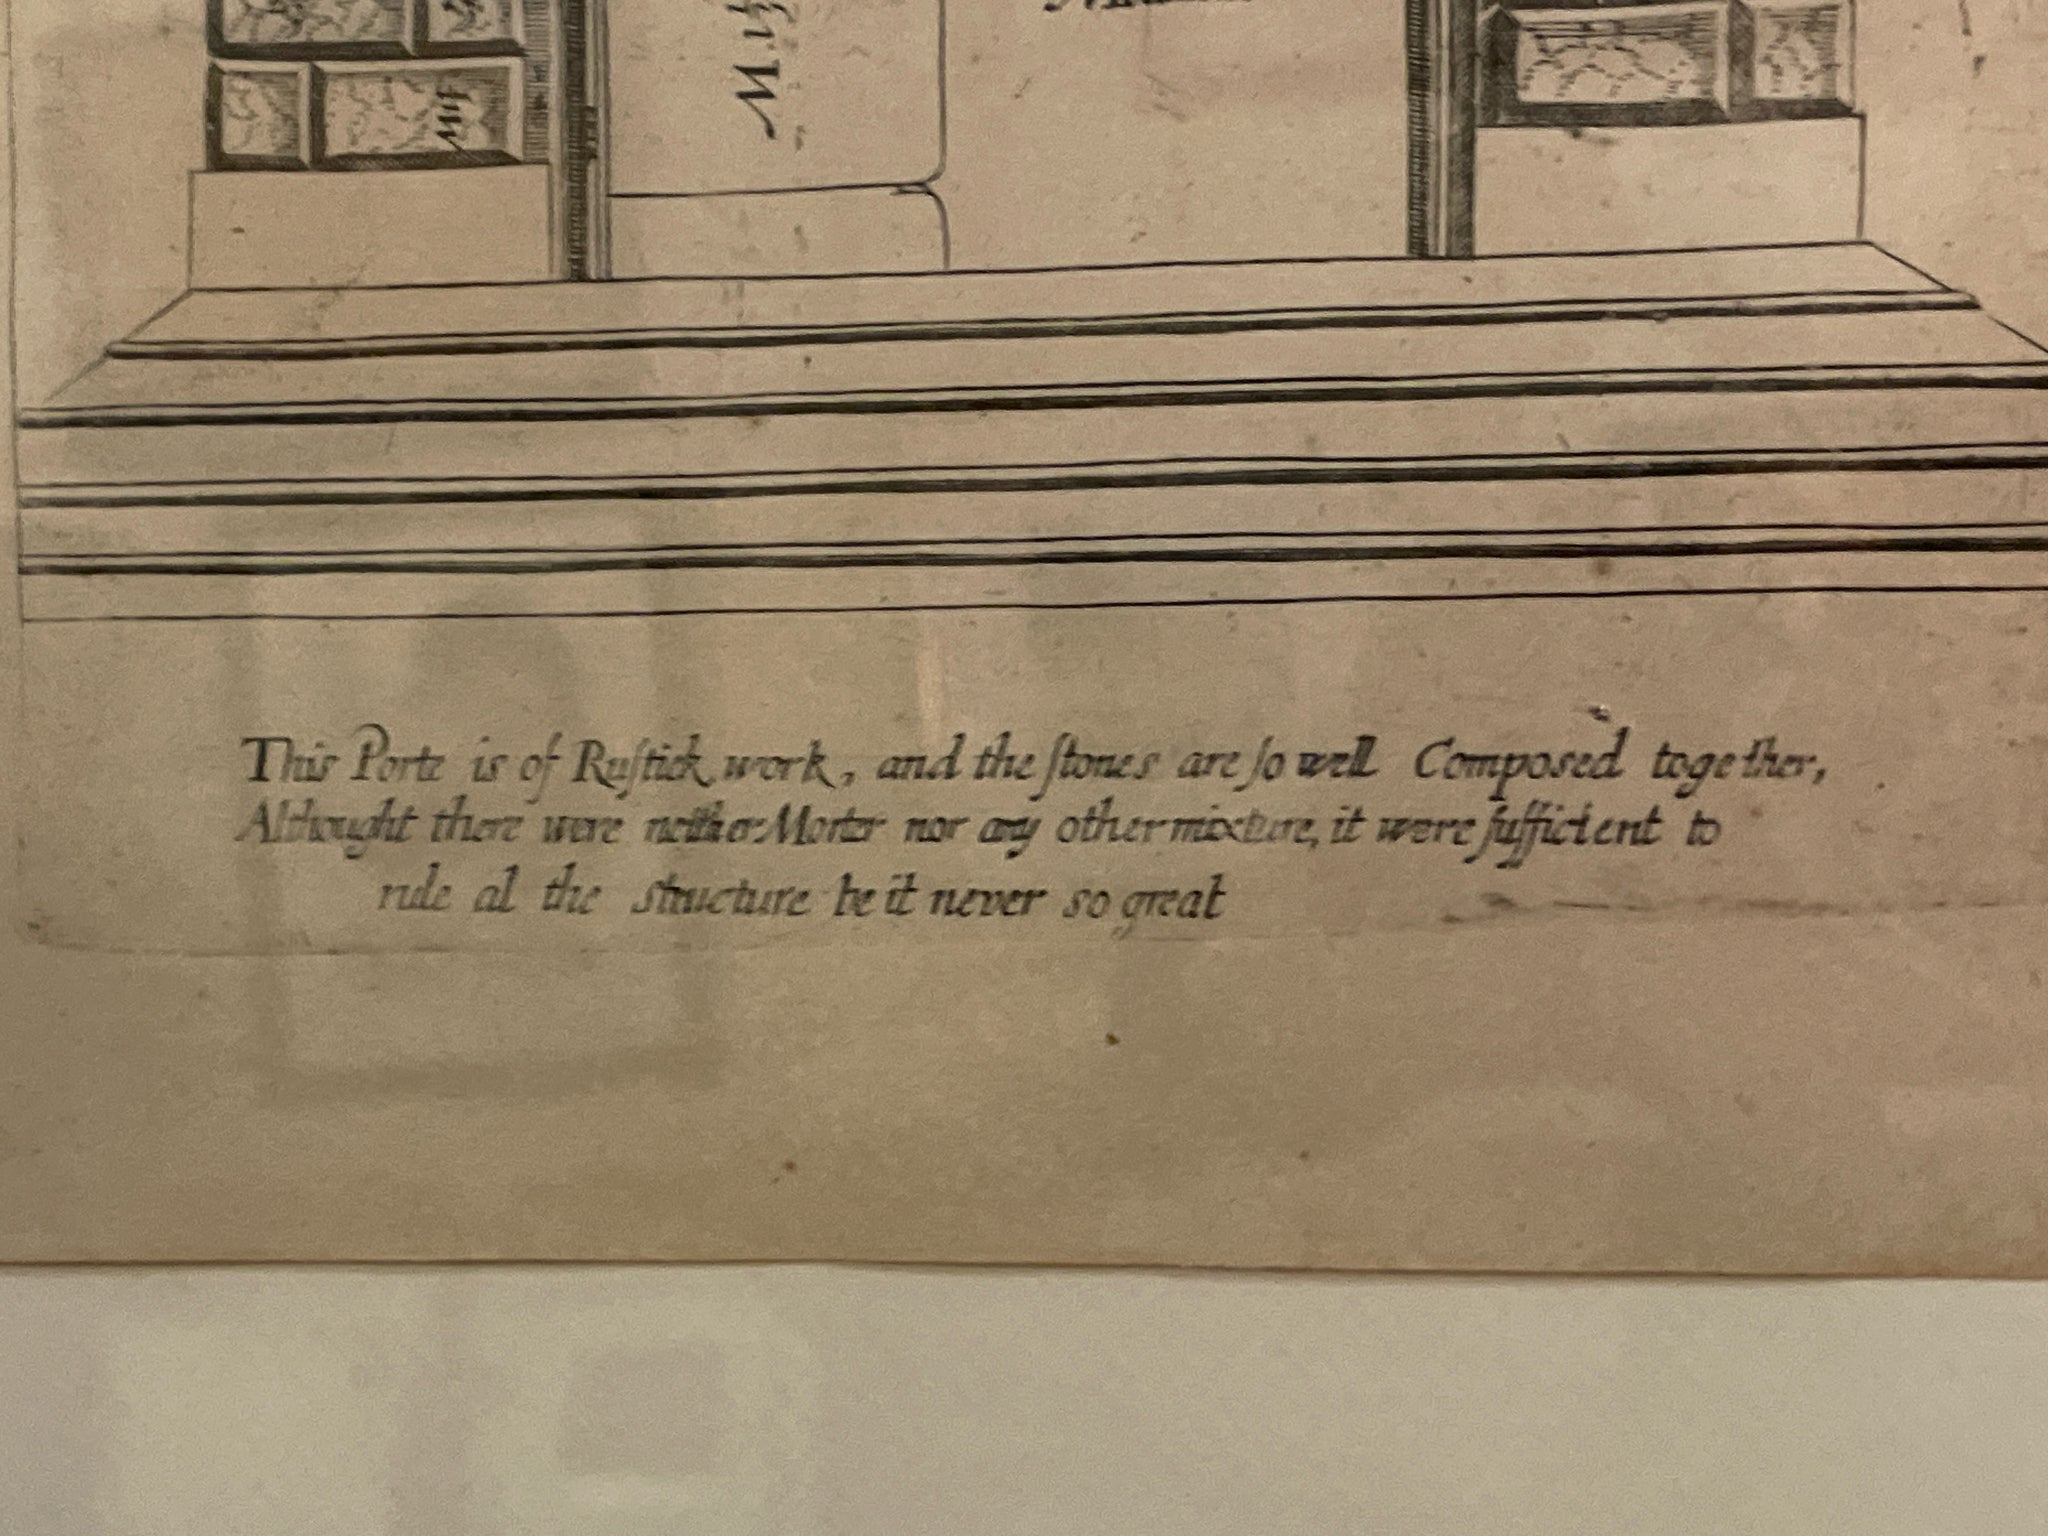 This Porte is of Ruſtick work, and the ſtones are ſo well Composed together,
Althought there were neither Morter nor any other mixture, it were ſufficient to
rule al the structure be it never so great